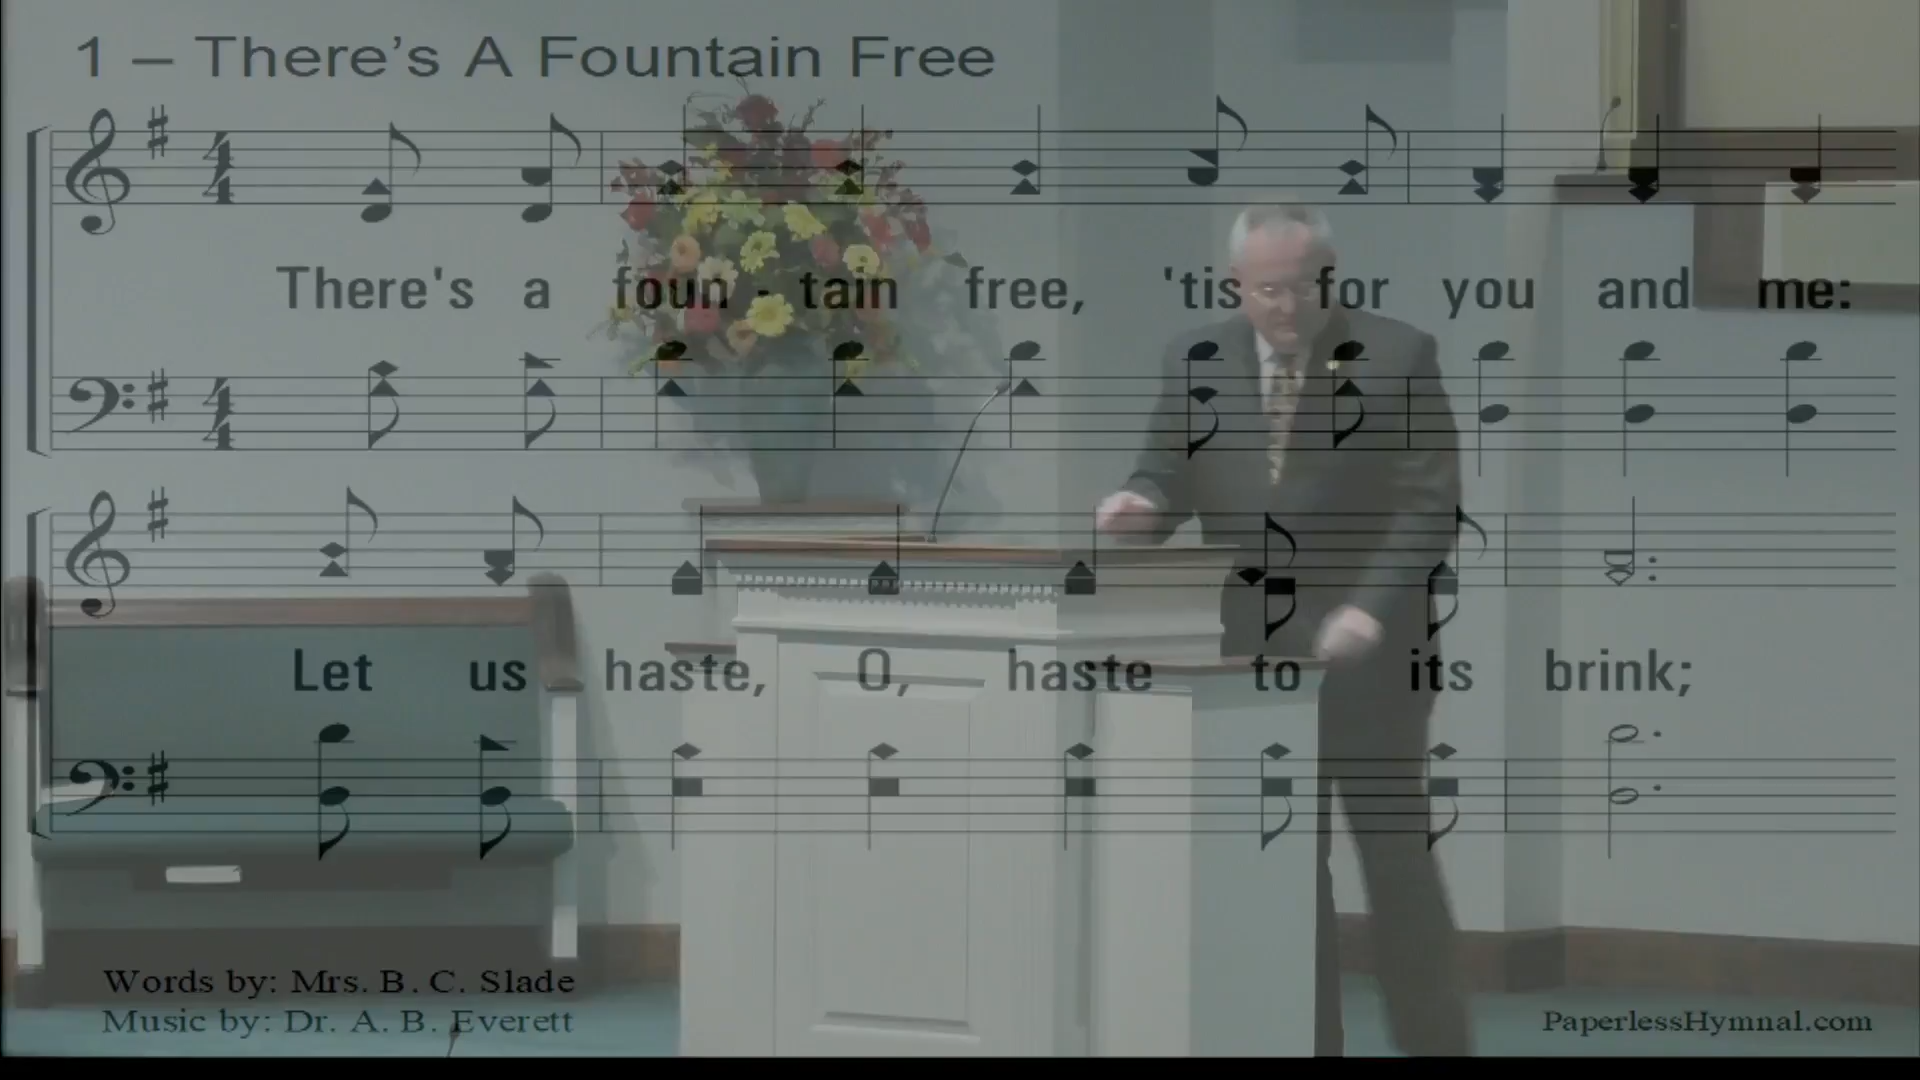 1 – There's A Fountain Free
There's a foun - tain free, 'tis for you and me:
Let us haste, O, haste to its brink;
Words by: Mrs. B. C. Slade
Music by: Dr. A. B. Everett
PaperlessHymnal.com